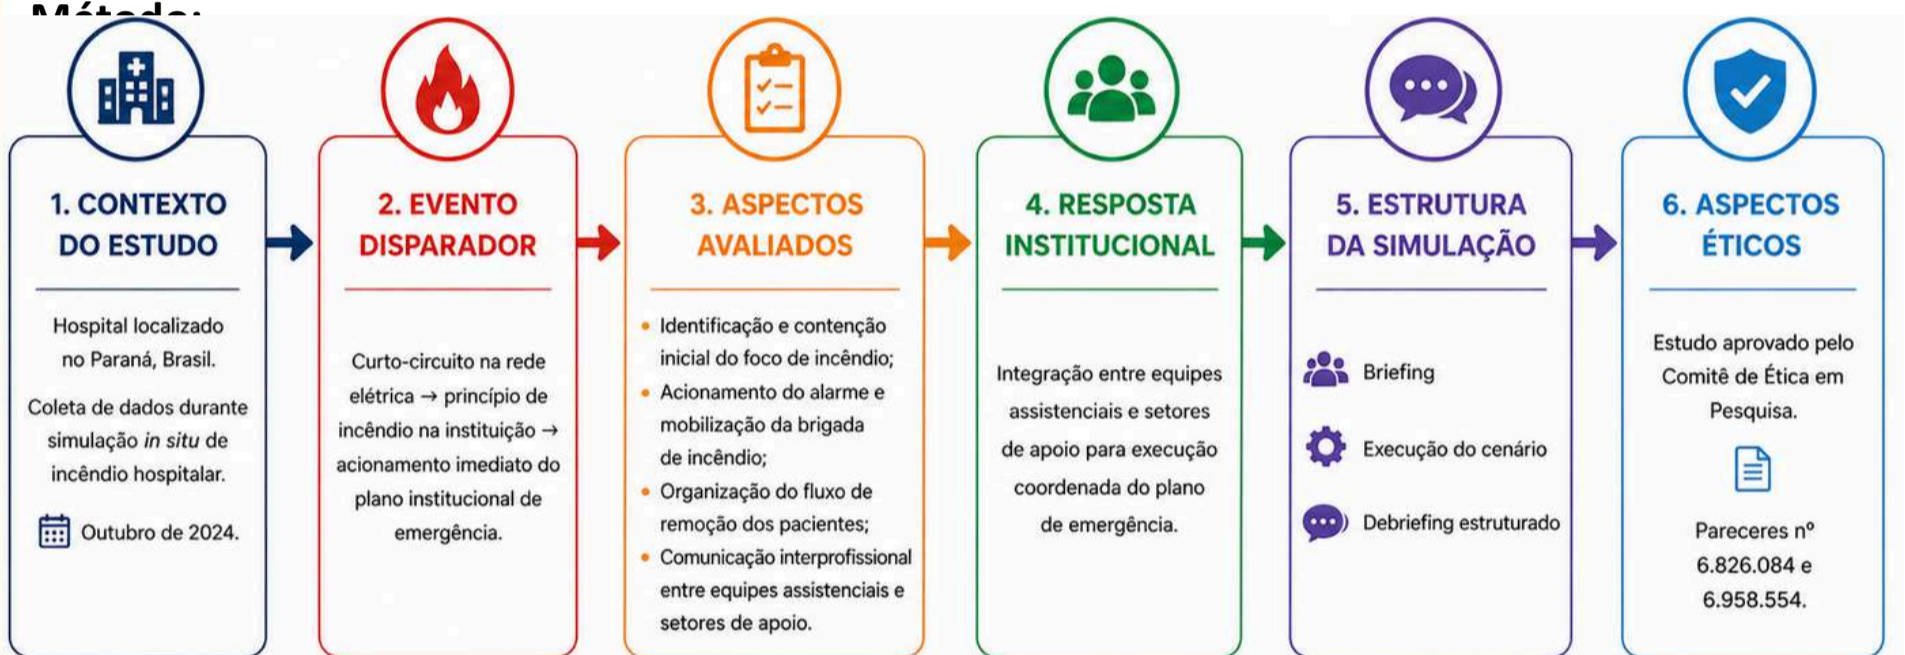 Método:
1. CONTEXTO
DO ESTUDO
Hospital localizado
no Paraná, Brasil.
Coleta de dados durante
simulação in situ de
incêndio hospitalar.
Outubro de 2024.
2. EVENTO
DISPARADOR
Curto-circuito na rede
elétrica → princípio de
incêndio na instituição →
acionamento imediato do
plano institucional de
emergência.
3. ASPECTOS
AVALIADOS
• Identificação e contenção
inicial do foco de incêndio;
• Acionamento do alarme e
mobilização da brigada
de incêndio;
• Organização do fluxo de
remoção dos pacientes;
• Comunicação interprofissional
entre equipes assistenciais e
setores de apoio.
4. RESPOSTA
INSTITUCIONAL
Integração entre equipes
assistenciais e setores
de apoio para execução
coordenada do plano
de emergência.
5. ESTRUTURA
DA SIMULAÇÃO
Briefing
Execução do cenário
Debriefing estruturado
6. ASPECTOS
ÉTICOS
Estudo aprovado pelo
Comitê de Ética em
Pesquisa.
Pareceres nº
6.826.084 e
6.958.554.